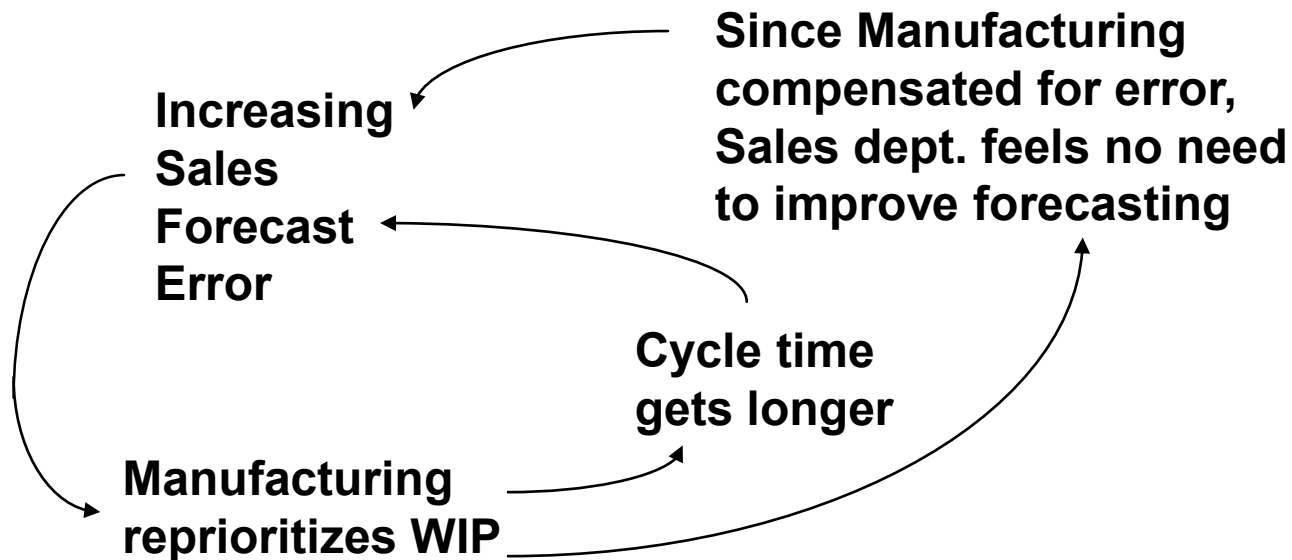 Since Manufacturing
compensated for error,
Sales dept. feels no need
to improve forecasting
Increasing
Sales
Forecast
Error
Cycle time
gets longer
Manufacturing
reprioritizes WIP